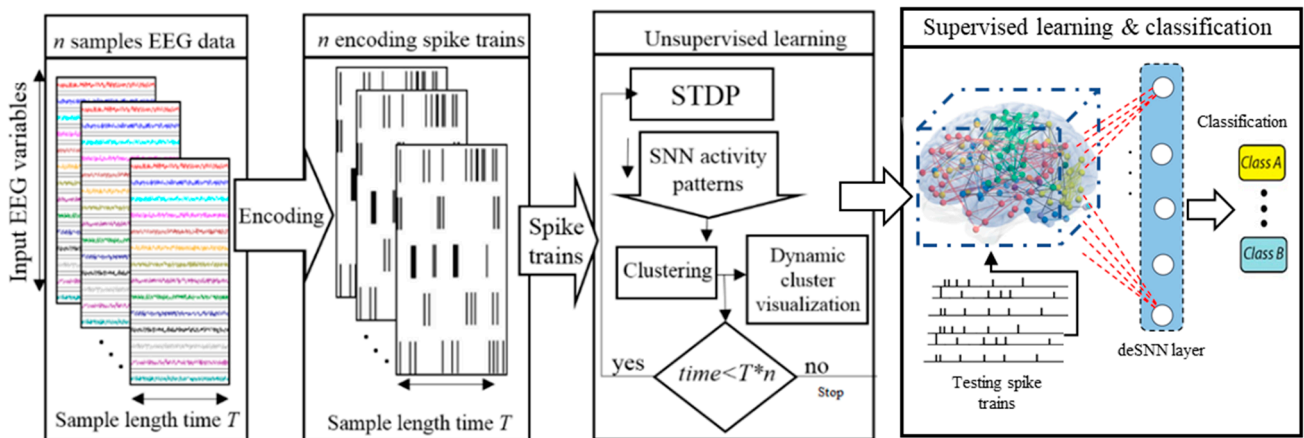 n samples EEG data
Input EEG variables
Sample length time T
Encoding
n encoding spike trains
Sample length time T
Spike
trains
Unsupervised learning
STDP
SNN activity
patterns
Clustering
Dynamic
cluster
visualization
yes
time<T*n
no
Stop
Supervised learning & classification
Testing spike
trains
deSNN layer
Classification
Class A
Class B